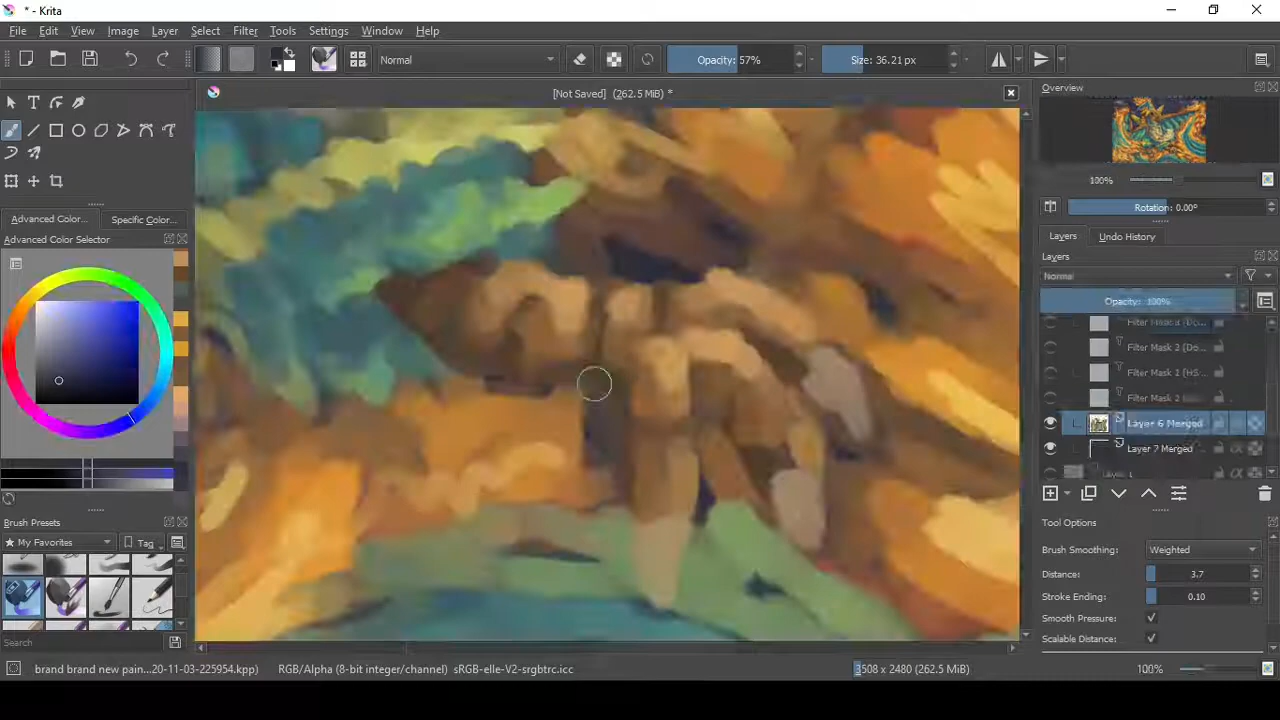 * - Krita
File Edit View Image Layer Select Filter Tools Settings Window Help
Normal Opacity: 57% Size: 36.21 px
[Not Saved] (262.5 MiB) *
Overview
100%
Rotation: 0.00°
Advanced Color... Specific Color...
Advanced Color Selector
Layers Undo History
Layers
Normal
Opacity: 100%
Filter Mask 2 (Do...
Filter Mask 1 (HS...
Filter Mask 2
Layer 6 Merged
Layer 7 Merged
Layer 1
Brush Presets
My Favorites Tag
Search
Tool Options
Brush Smoothing: Weighted
Distance: 3.7
Stroke Ending: 0.10
Smooth Pressure:
Scalable Distance:
brand brand new pain...20-11-03-225954.kpp) RGB/Alpha (8-bit integer/channel) sRGB-elle-V2-srgbtrc.icc 3508 x 2480 (262.5 MiB) 100%